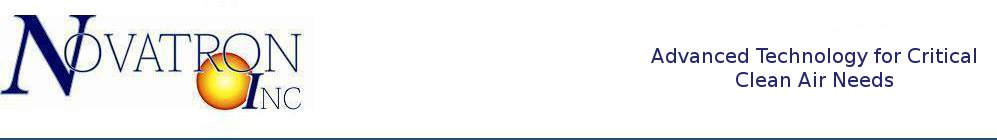 NOVATRON
INC
Advanced Technology for Critical
Clean Air Needs